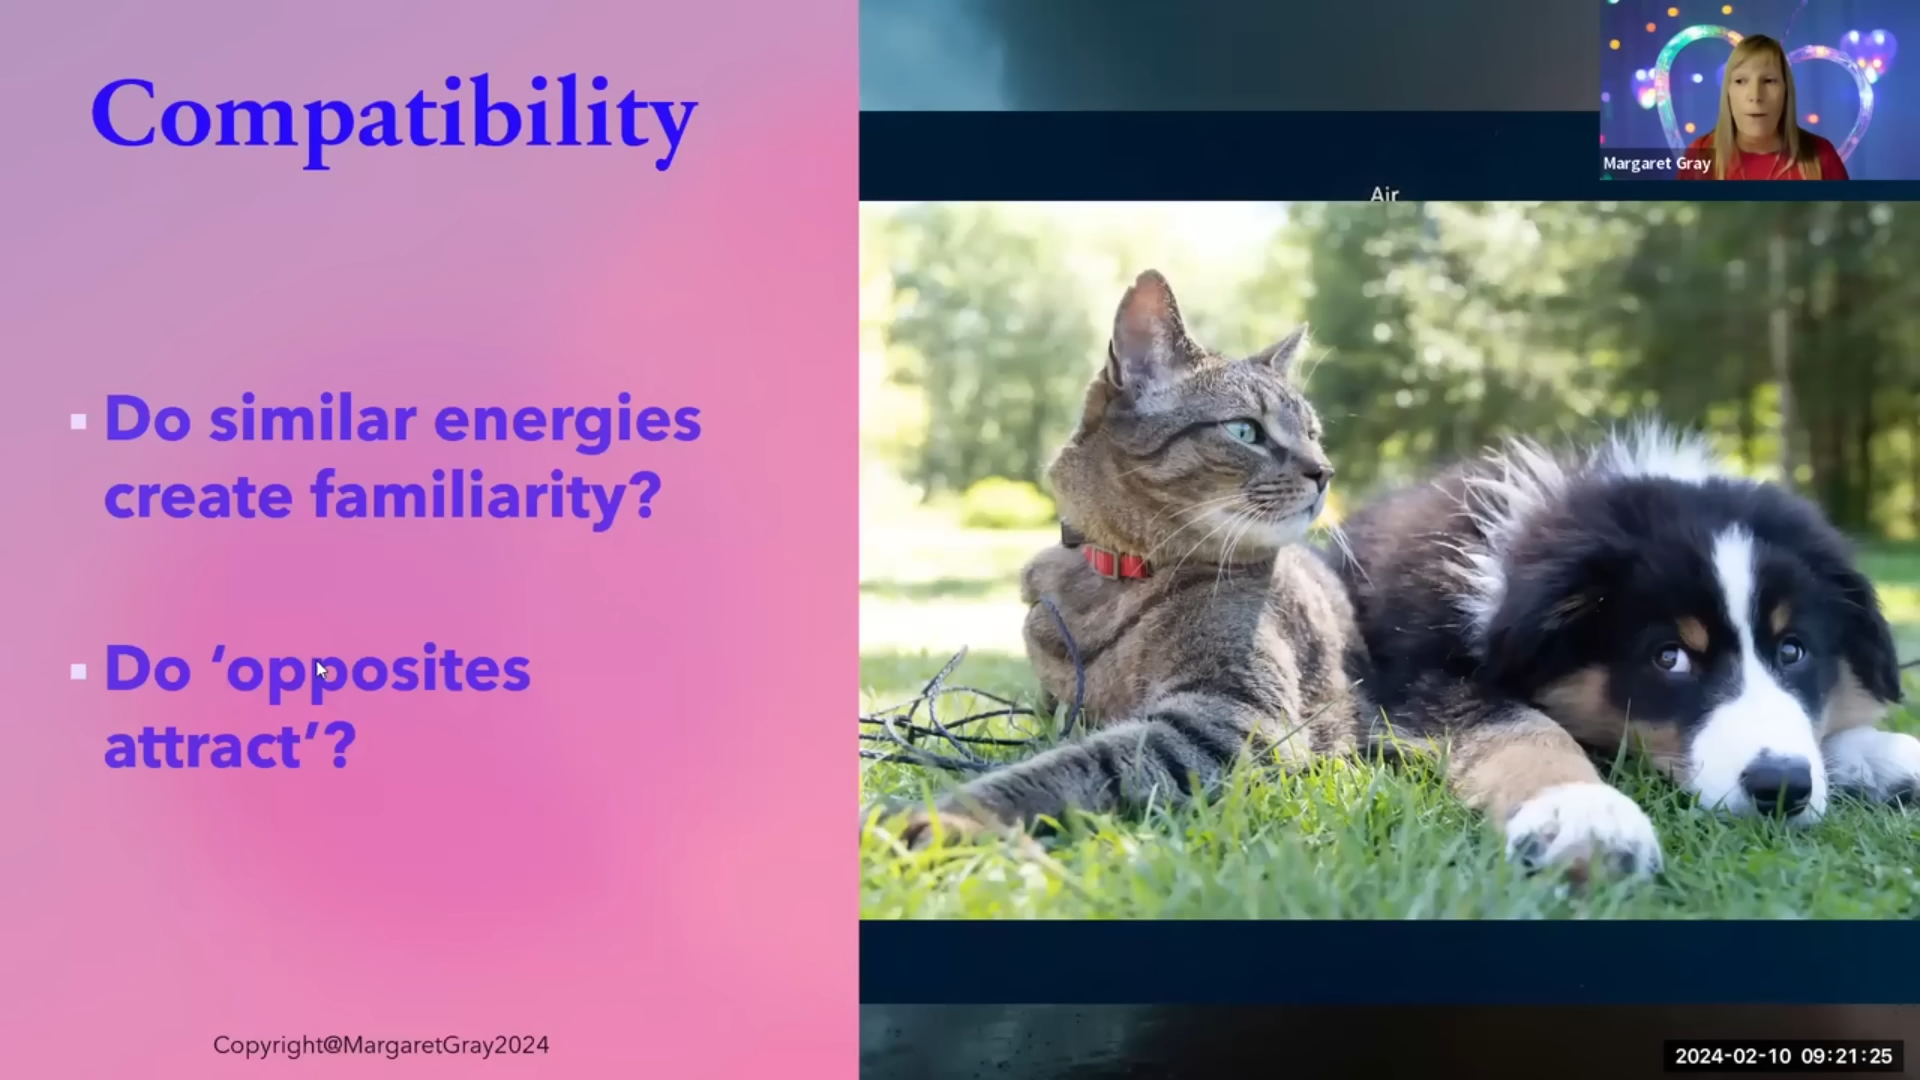 Compatibility
Margaret Gray
Air
▪ Do similar energies
create familiarity?
▪ Do ‘opposites
attract’?
Copyright@MargaretGray2024
2024-02-10 09:21:25